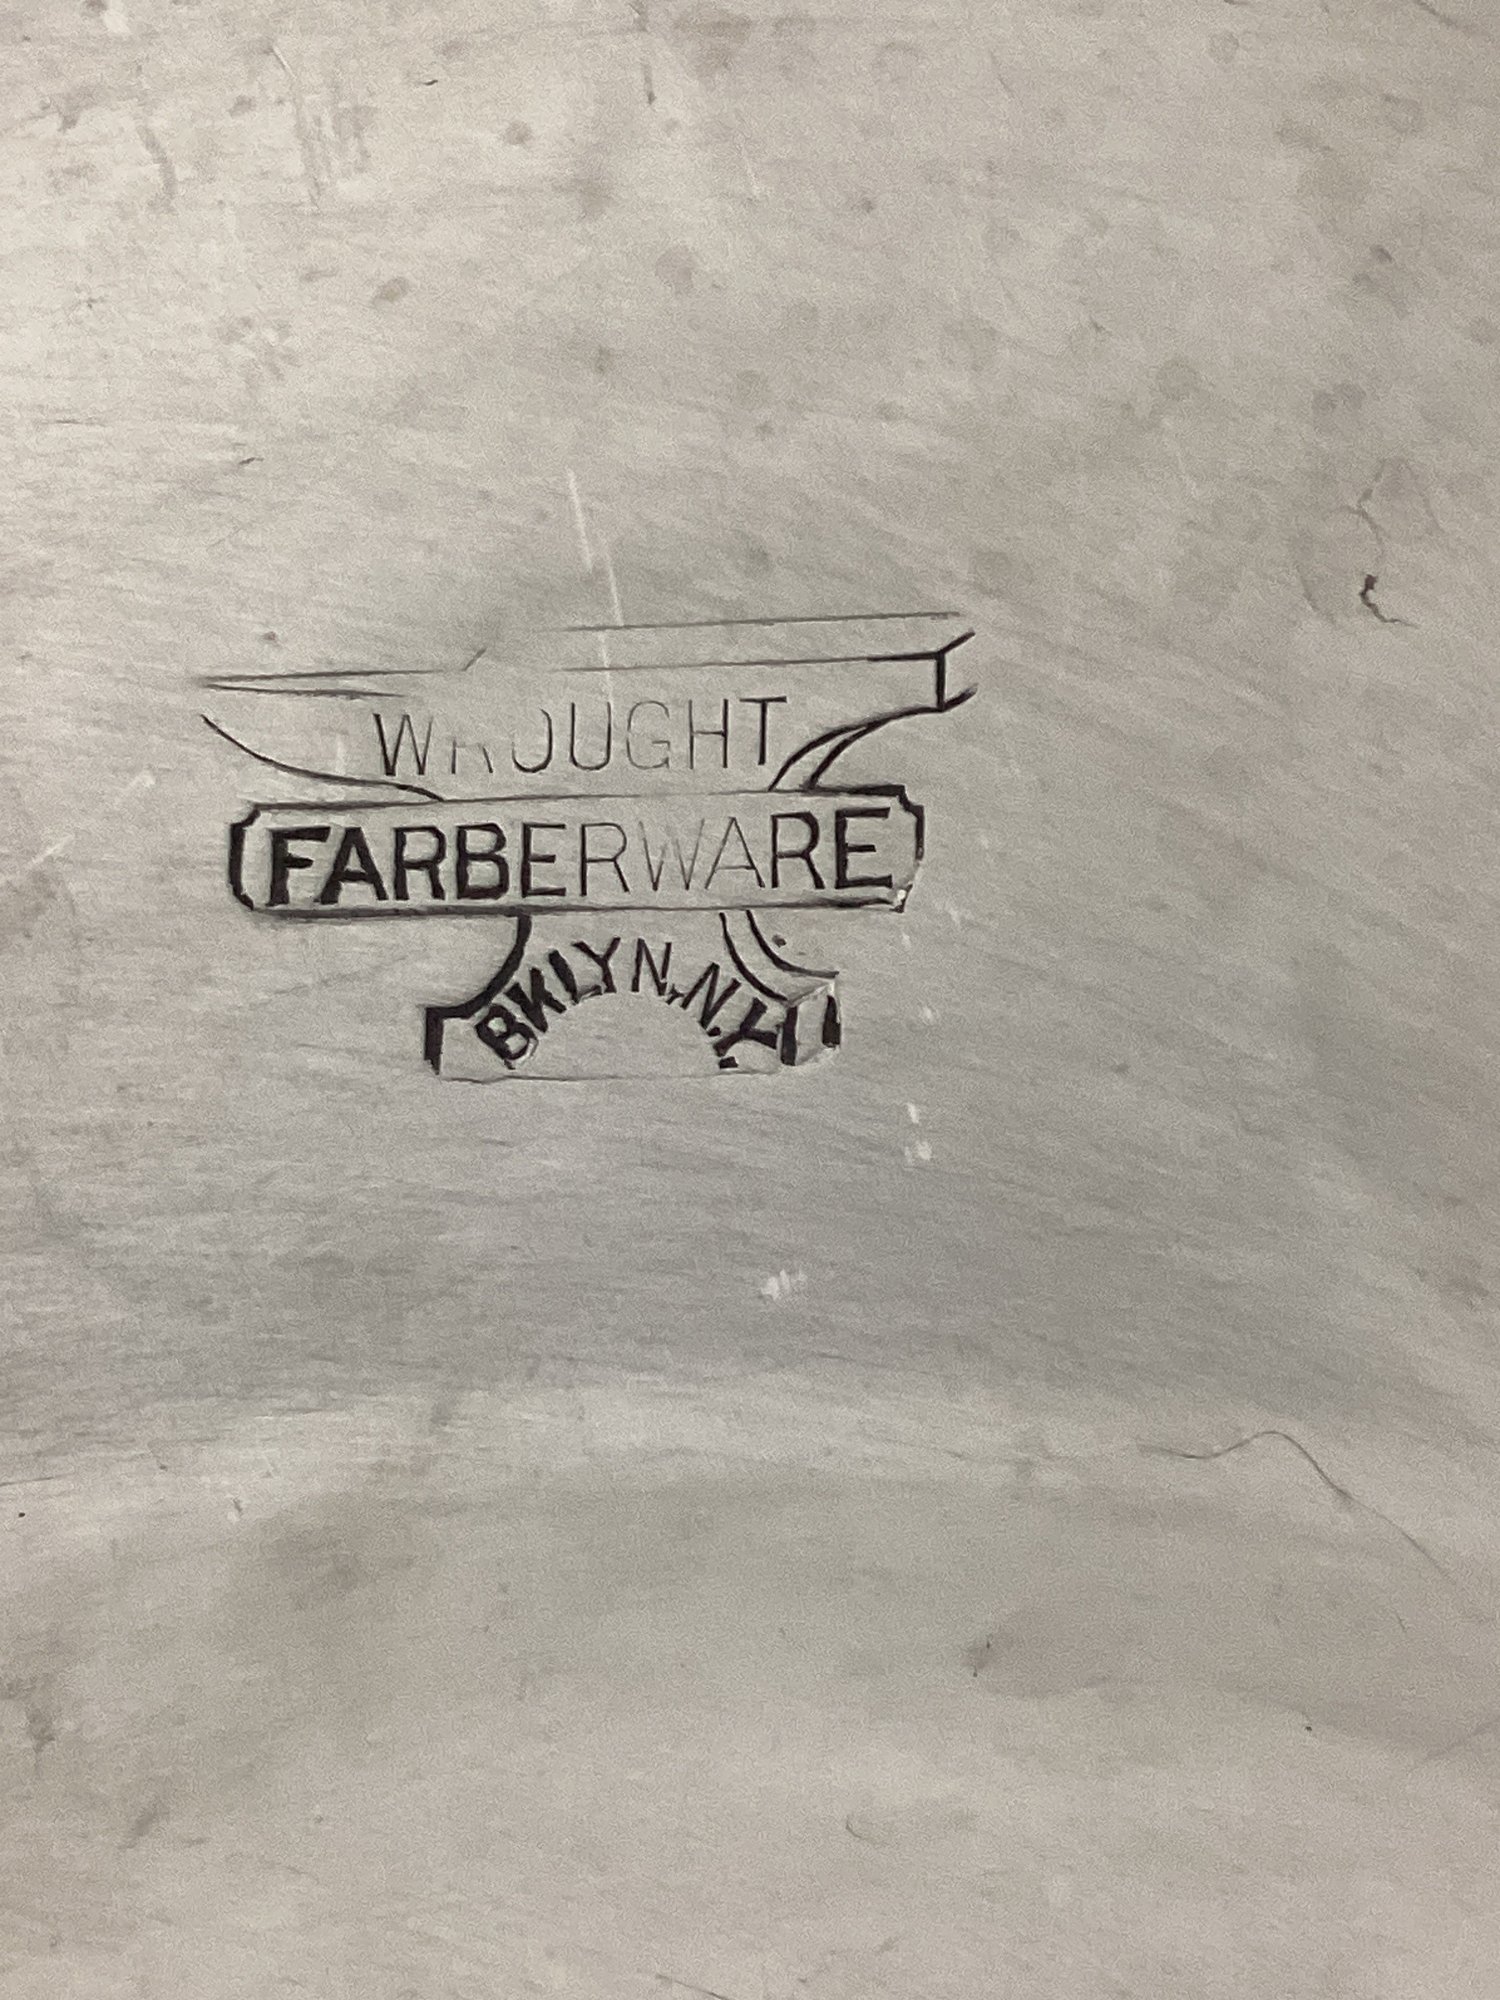 WROUGHT
FARBERWARE
BKLYN, N.Y.